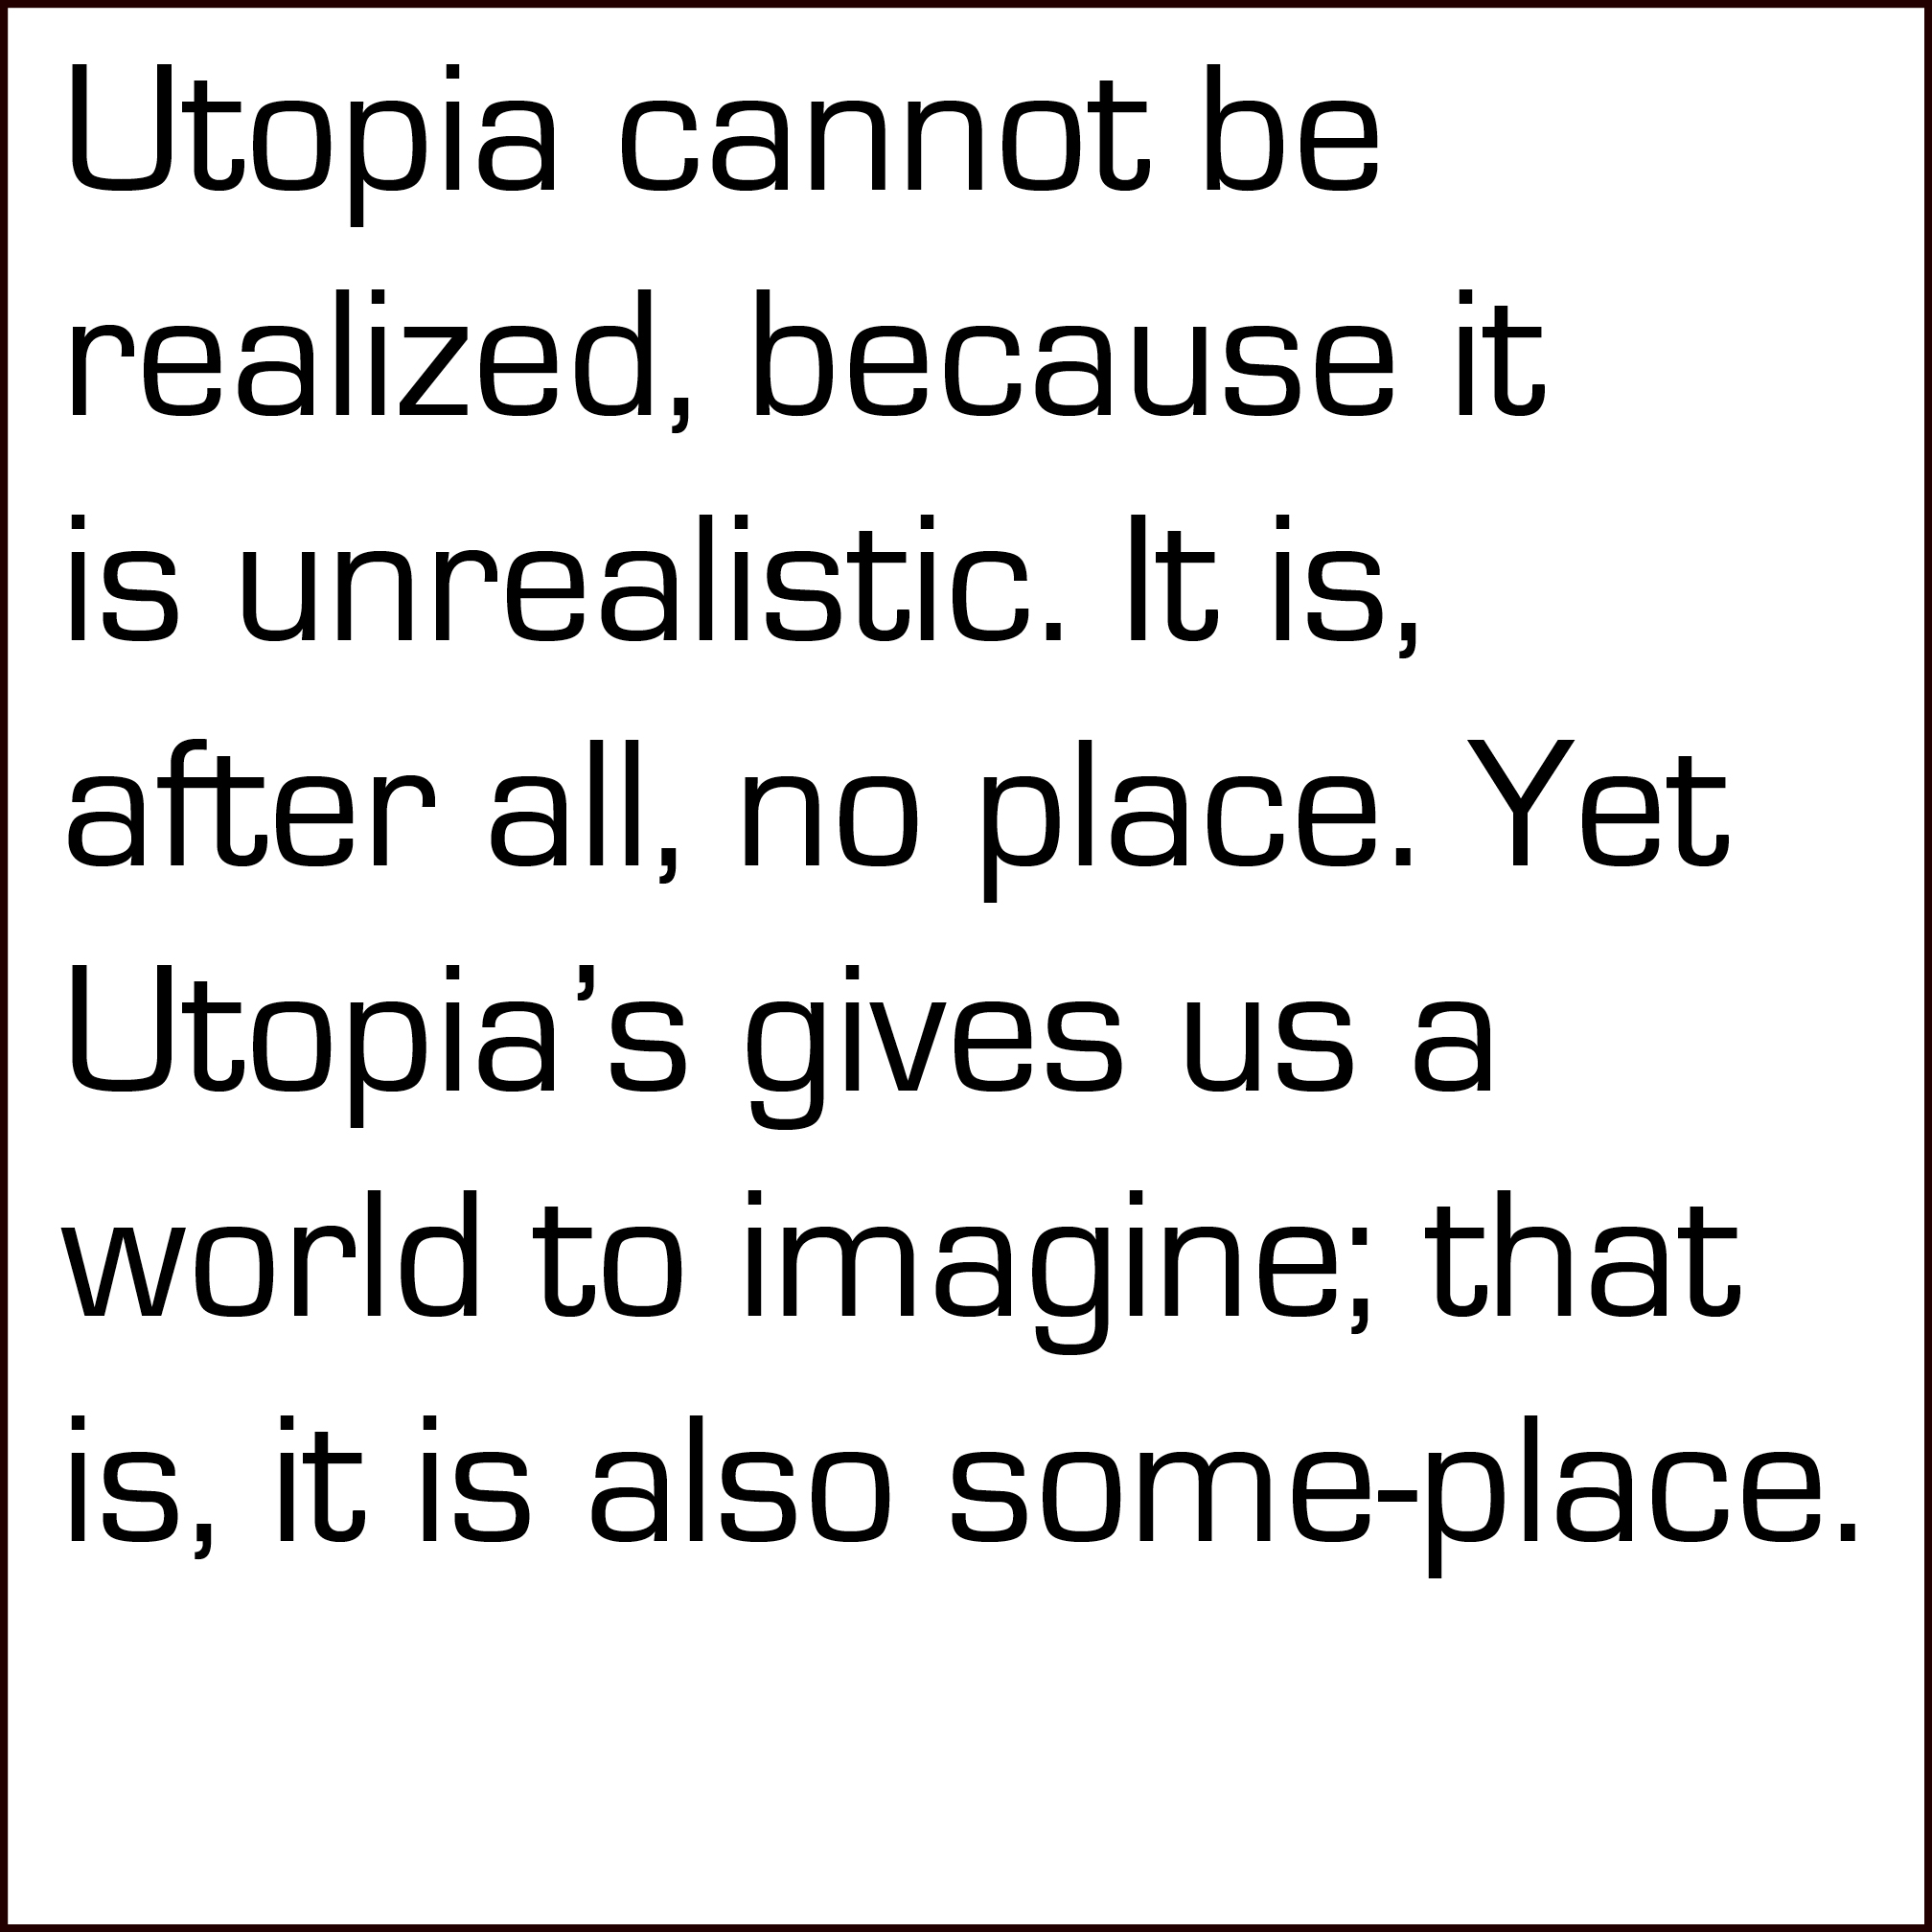 Utopia cannot be
realized, because it
is unrealistic. It is,
after all, no place. Yet
Utopia’s gives us a
world to imagine; that
is, it is also some-place.